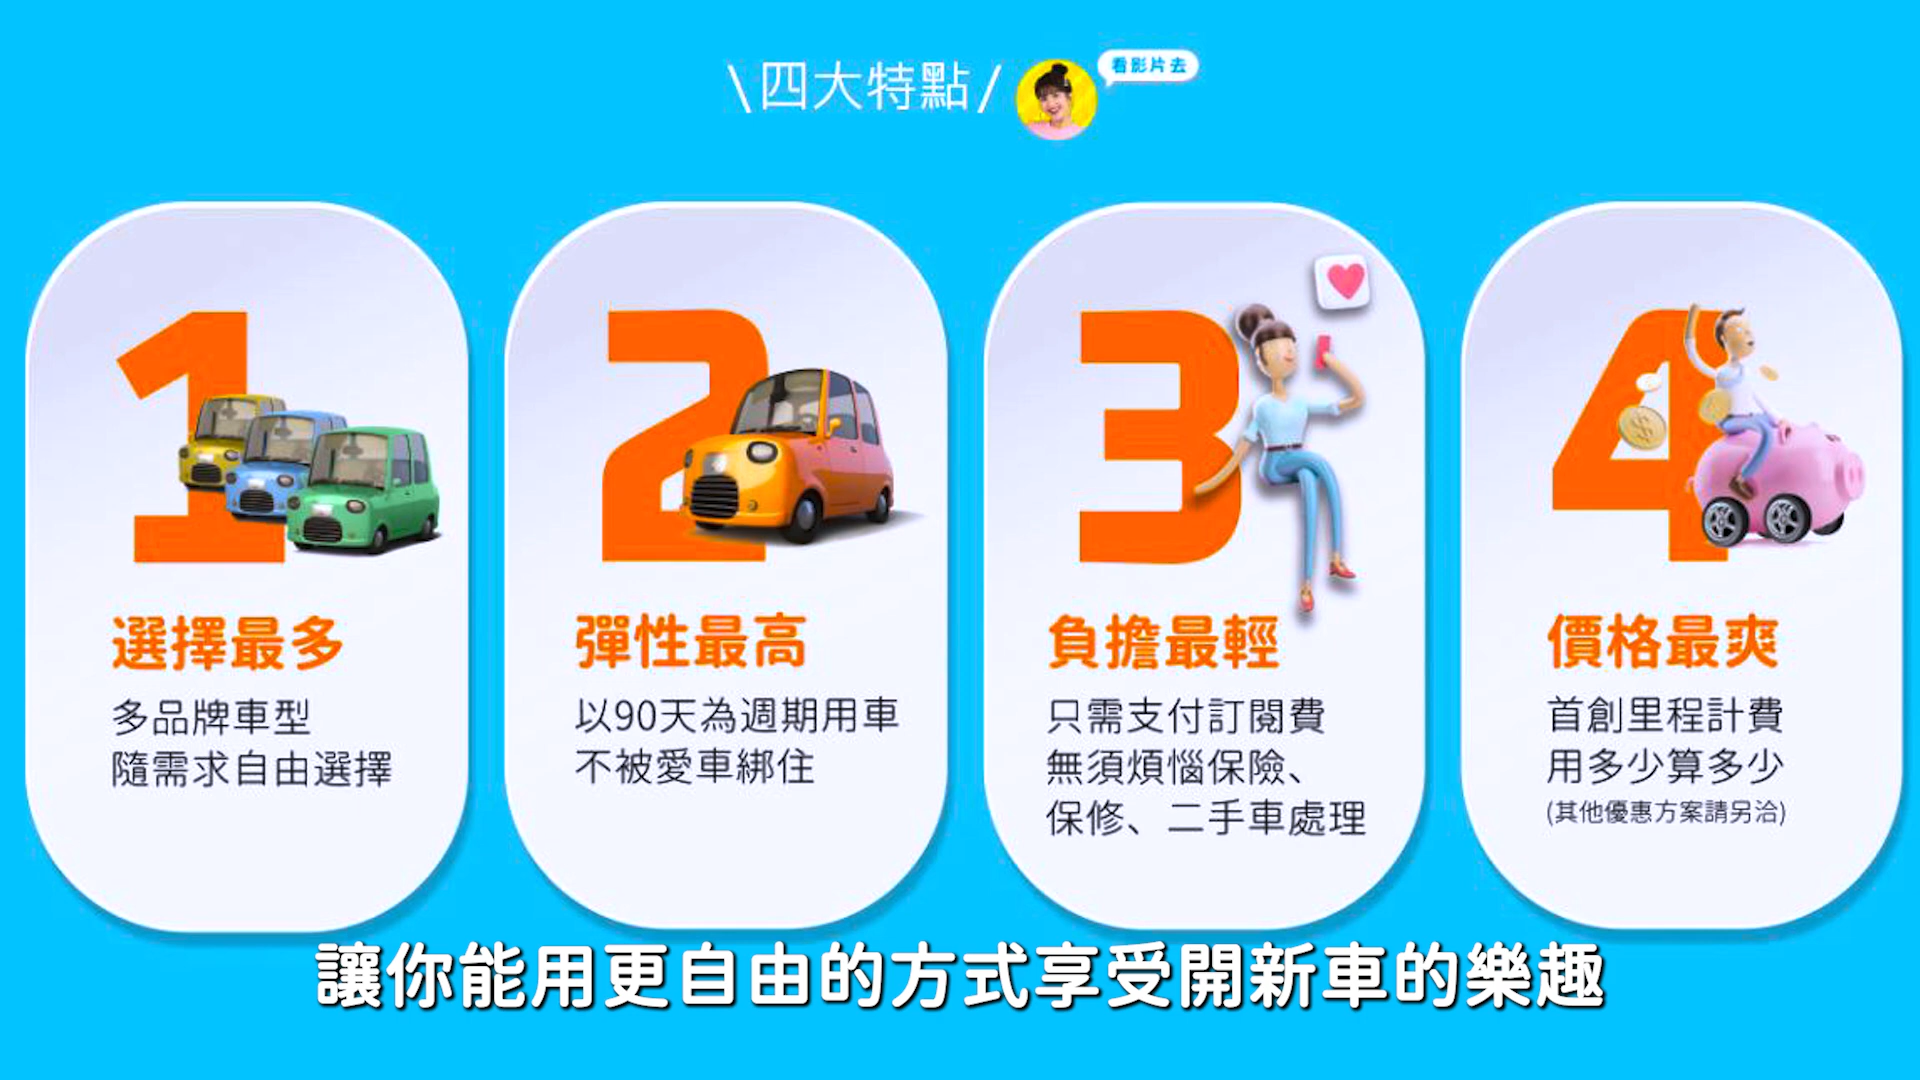 \四大特點/
看影片去
1
選擇最多
多品牌車型
隨需求自由選擇
2
彈性最高
以90天為週期用車
不被愛車綁住
3
負擔最輕
只需支付訂閱費
無須煩惱保險、
保修、二手車處理
4
價格最爽
首創里程計費
用多少算多少
(其他優惠方案請另洽)
讓你能用更自由的方式享受開新車的樂趣